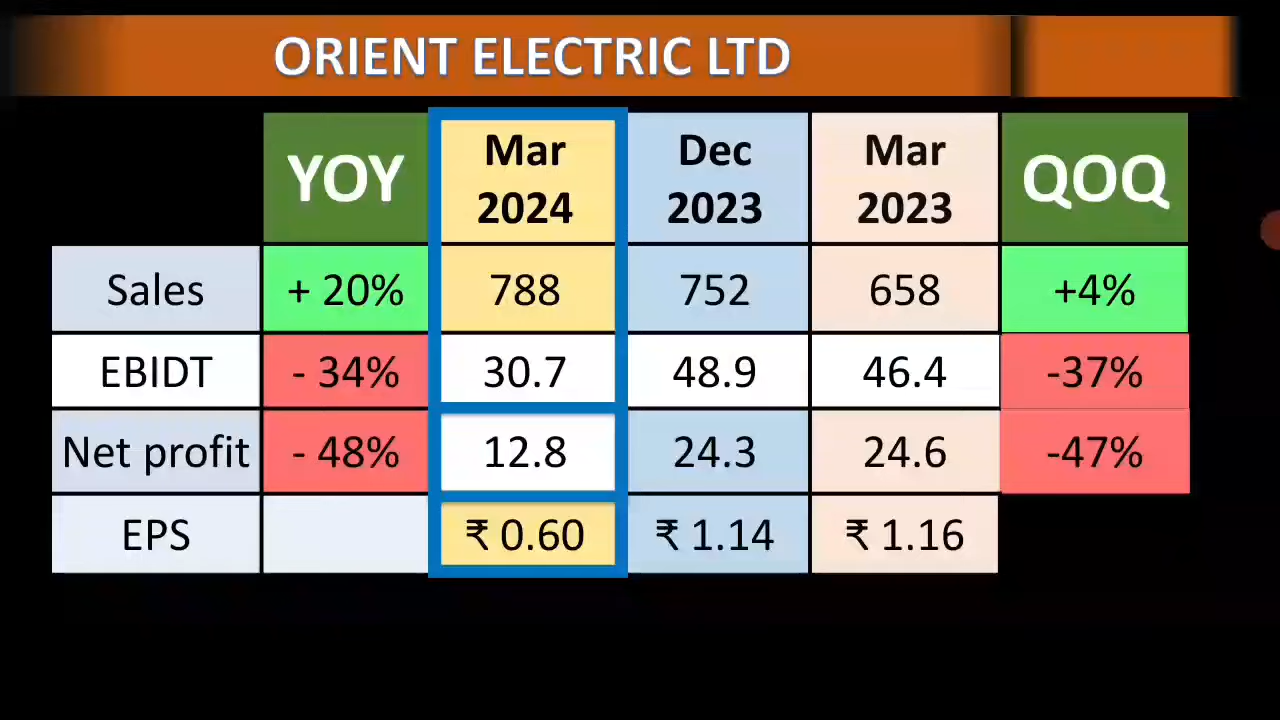 ORIENT ELECTRIC LTD
YOY Mar 2024 Dec 2023 Mar 2023 QOQ
Sales + 20% 788 752 658 +4%
EBIDT - 34% 30.7 48.9 46.4 -37%
Net profit - 48% 12.8 24.3 24.6 -47%
EPS ₹ 0.60 ₹ 1.14 ₹ 1.16